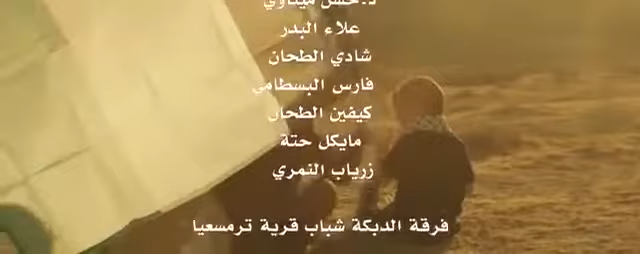 علاء البدر
شادي الطحان
فارس البسطامي
كيفين الطحان
مايكل حتة
زرياب النمري
فرقة الدبكة شباب قرية ترمسعيا